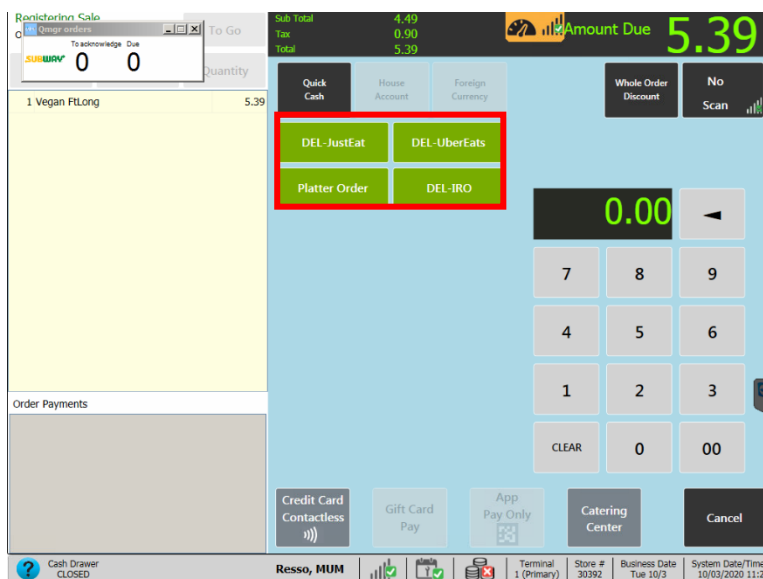 Registering Sale
Qmgr orders
To acknowledge Due
SUBWAY
0 0
To Go
Quantity
1 Vegan FtLong 5.39
Order Payments
Sub Total 4.49
Tax 0.90
Total 5.39
Amount Due 5.39
Quick
Cash
House
Account
Foreign
Currency
Whole Order
Discount
No
Scan
DEL-JustEat DEL-UberEats
Platter Order DEL-IRO
0.00
7 8 9
4 5 6
1 2 3
CLEAR 0 00
Credit Card
Contactless
Gift Card
Pay
App
Pay Only
Catering
Center
Cancel
Cash Drawer
CLOSED
Resso, MUM
Terminal
1 (Primary)
Store #
30392
Business Date
Tue 10/3
System Date/Time